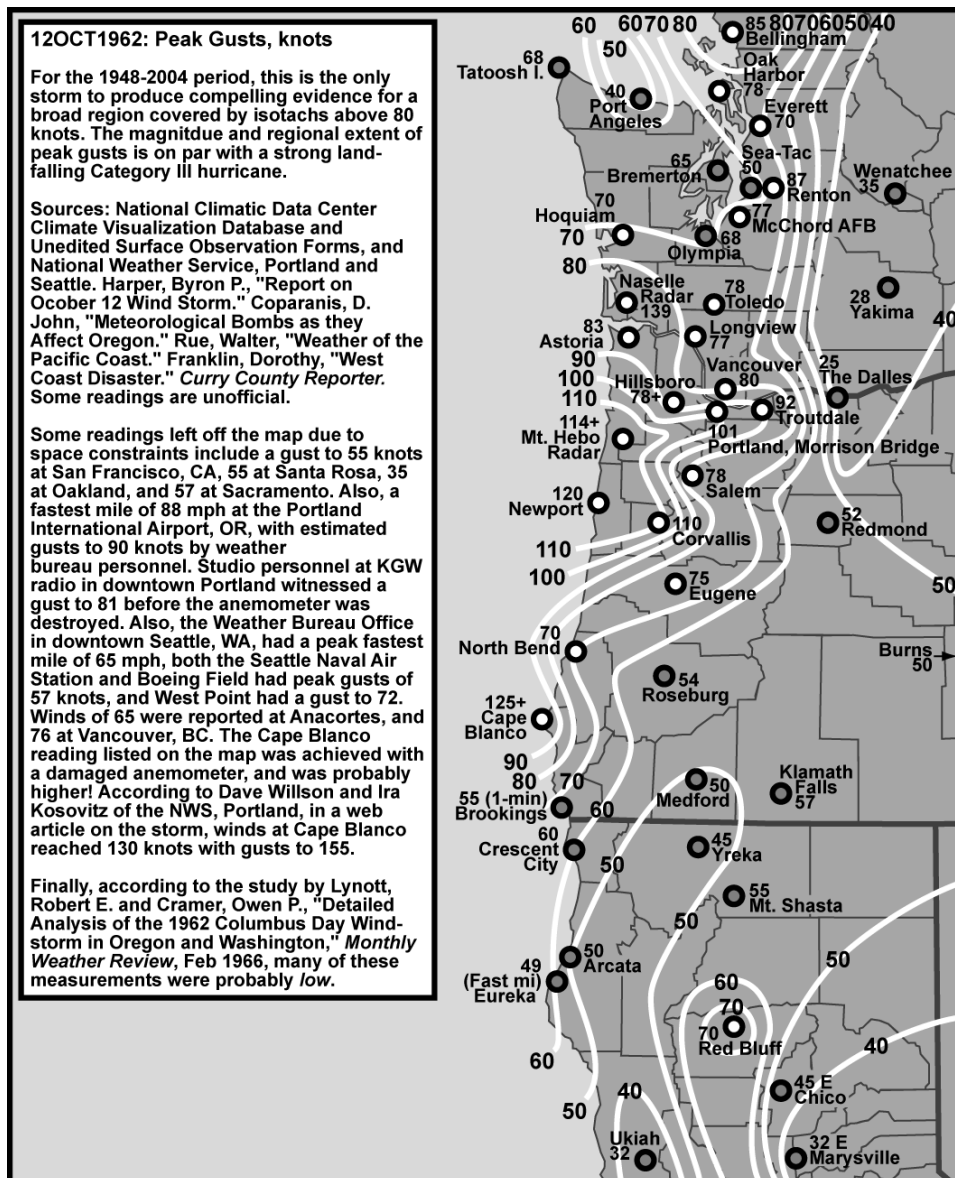 12OCT1962: Peak Gusts, knots
For the 1948-2004 period, this is the only
storm to produce compelling evidence for a
broad region covered by isotachs above 80
knots. The magnitdue and regional extent of
peak gusts is on par with a strong land-
falling Category III hurricane.
Sources: National Climatic Data Center
Climate Visualization Database and
Unedited Surface Observation Forms, and
National Weather Service, Portland and
Seattle. Harper, Byron P., "Report on
Ocober 12 Wind Storm." Coparanis, D.
John, "Meteorological Bombs as they
Affect Oregon." Rue, Walter, "Weather of the
Pacific Coast." Franklin, Dorothy, "West
Coast Disaster." Curry County Reporter.
Some readings are unofficial.
Some readings left off the map due to
space constraints include a gust to 55 knots
at San Francisco, CA, 55 at Santa Rosa, 35
at Oakland, and 57 at Sacramento. Also, a
fastest mile of 88 mph at the Portland
International Airport, OR, with estimated
gusts to 90 knots by weather
bureau personnel. Studio personnel at KGW
radio in downtown Portland witnessed a
gust to 81 before the anemometer was
destroyed. Also, the Weather Bureau Office
in downtown Seattle, WA, had a peak fastest
mile of 65 mph, both the Seattle Naval Air
Station and Boeing Field had peak gusts of
57 knots, and West Point had a gust to 72.
Winds of 65 were reported at Anacortes, and
76 at Vancouver, BC. The Cape Blanco
reading listed on the map was achieved with
a damaged anemometer, and was probably
higher! According to Dave Willson and Ira
Kosovitz of the NWS, Portland, in a web
article on the storm, winds at Cape Blanco
reached 130 knots with gusts to 155.
Finally, according to the study by Lynott,
Robert E. and Cramer, Owen P., "Detailed
Analysis of the 1962 Columbus Day Wind-
storm in Oregon and Washington," Monthly
Weather Review, Feb 1966, many of these
measurements were probably low.
60 60 70 80 80 70 60 50 40
50
85
Bellingham
68
Tatoosh I.
Oak
Harbor
78
40
Port
Angeles
Everett
70
Sea-Tac
50
65
Bremerton
87
Renton
Wenatchee
35
77
McChord AFB
70
Hoquiam
70
68
Olympia
80
Naselle
Radar
139
78
Toledo
28
Yakima
40
83
Astoria
Longview
77
90
Vancouver
80
25
The Dalles
100
Hillsboro
78+
110
92
Troutdale
101
Portland, Morrison Bridge
114+
Mt. Hebo
Radar
78
Salem
120
Newport
110
Corvallis
52
Redmond
110
100
75
Eugene
50
70
North Bend
Burns
50
54
Roseburg
125+
Cape
Blanco
90
80
70
60
50
Medford
Klamath
Falls
57
55 (1-min)
Brookings
60
Crescent
City
50
45
Yreka
55
Mt. Shasta
50
50
50
Arcata
49
(Fast mi)
Eureka
60
70
70
Red Bluff
40
60
50
40
45 E
Chico
Ukiah
32
32 E
Marysville